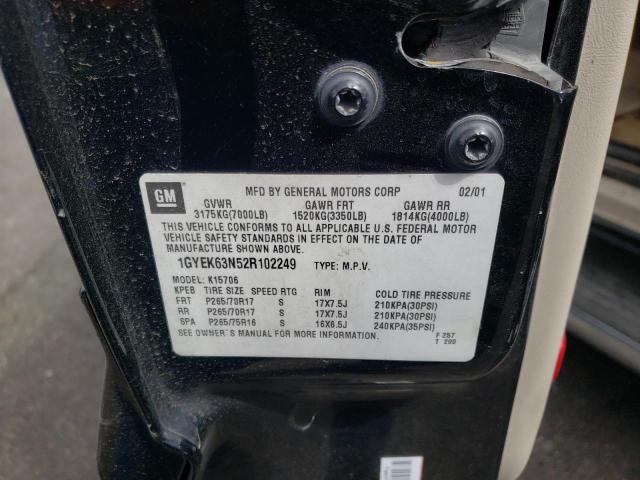 GM
MFD BY GENERAL MOTORS CORP 02/01
GVWR GAWR FRT GAWR RR
3175KG(7000LB) 1520KG(3350LB) 1814KG(4000LB)
THIS VEHICLE CONFORMS TO ALL APPLICABLE U.S. FEDERAL MOTOR
VEHICLE SAFETY STANDARDS IN EFFECT ON THE DATE OF
MANUFACTURE SHOWN ABOVE.
1GYEK63N52R102249 TYPE: M.P.V.
MODEL: K15706
KPEB TIRE SIZE SPEED RTG RIM COLD TIRE PRESSURE
FRT P265/70R17 S 17X7.5J 210KPA(30PSI)
RR P265/70R17 S 17X7.5J 210KPA(30PSI)
SPA P265/75R16 S 16X6.5J 240KPA(35PSI)
SEE OWNER'S MANUAL FOR MORE INFORMATION. F 257
T 200